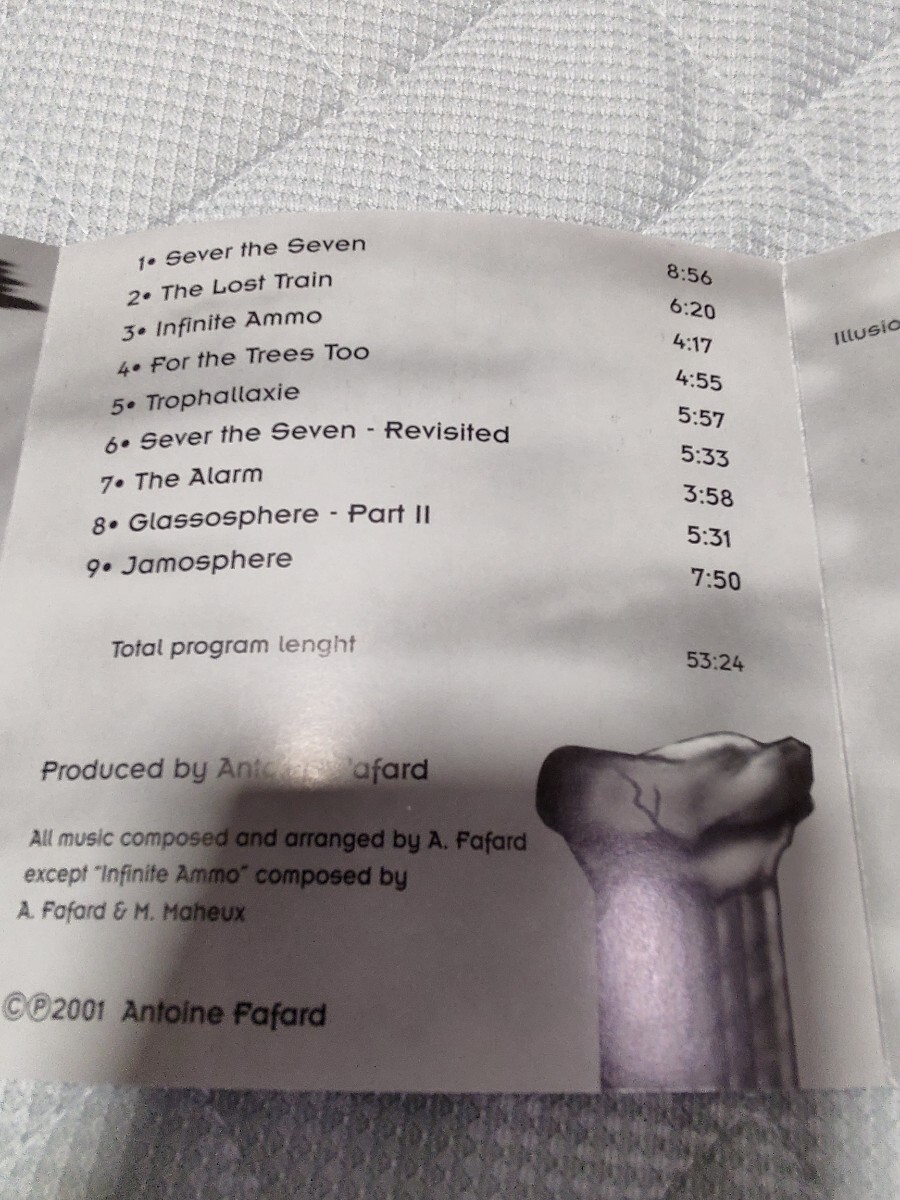 1• Sever the Seven 8:56
2• The Lost Train 6:20
3• Infinite Ammo 4:17
4• For the Trees Too 4:55
5• Trophallaxie 5:57
6• Sever the Seven - Revisited 5:33
7• The Alarm 3:58
8• Glassosphere - Part II 5:31
9• Jamosphere 7:50
Total program lenght 53:24
Produced by Antoine Fafard
All music composed and arranged by A. Fafard
except "Infinite Ammo" composed by
A. Fafard & M. Maheux
©℗2001 Antoine Fafard